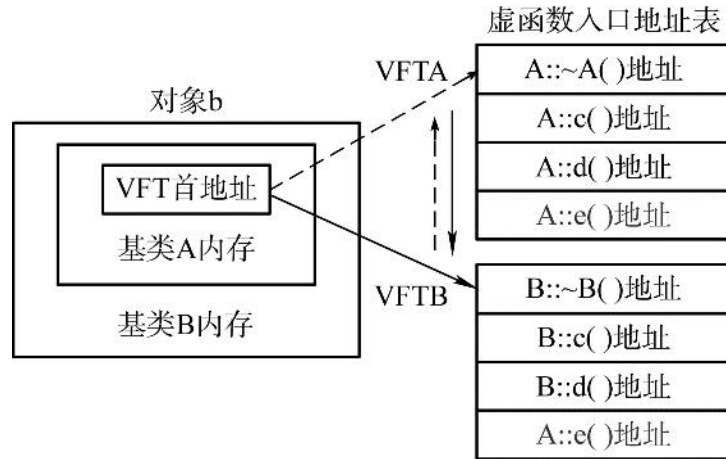 虚函数入口地址表
VFTA
A::~A( )地址
对象b
A::c( )地址
A::d( )地址
VFT首地址
A::e( )地址
基类A内存
VFTB
B::~B( )地址
基类B内存
B::c( )地址
B::d( )地址
A::e( )地址